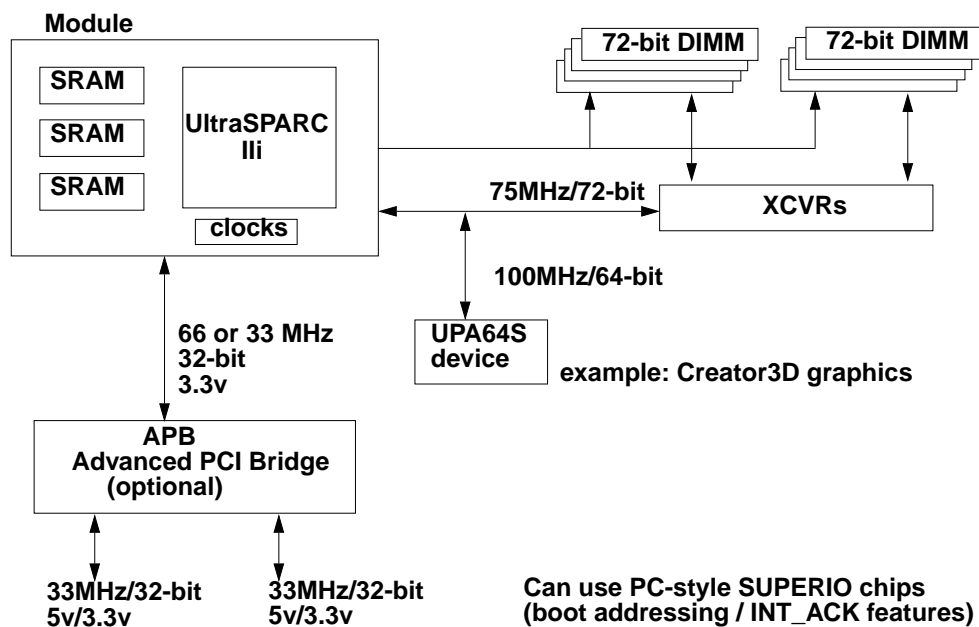 Module
72-bit DIMM
72-bit DIMM
SRAM
SRAM
SRAM
UltraSPARC
IIi
clocks
75MHz/72-bit
XCVRs
100MHz/64-bit
UPA64S
device
example: Creator3D graphics
66 or 33 MHz
32-bit
3.3v
APB
Advanced PCI Bridge
(optional)
33MHz/32-bit
5v/3.3v
33MHz/32-bit
5v/3.3v
Can use PC-style SUPERIO chips
(boot addressing / INT_ACK features)